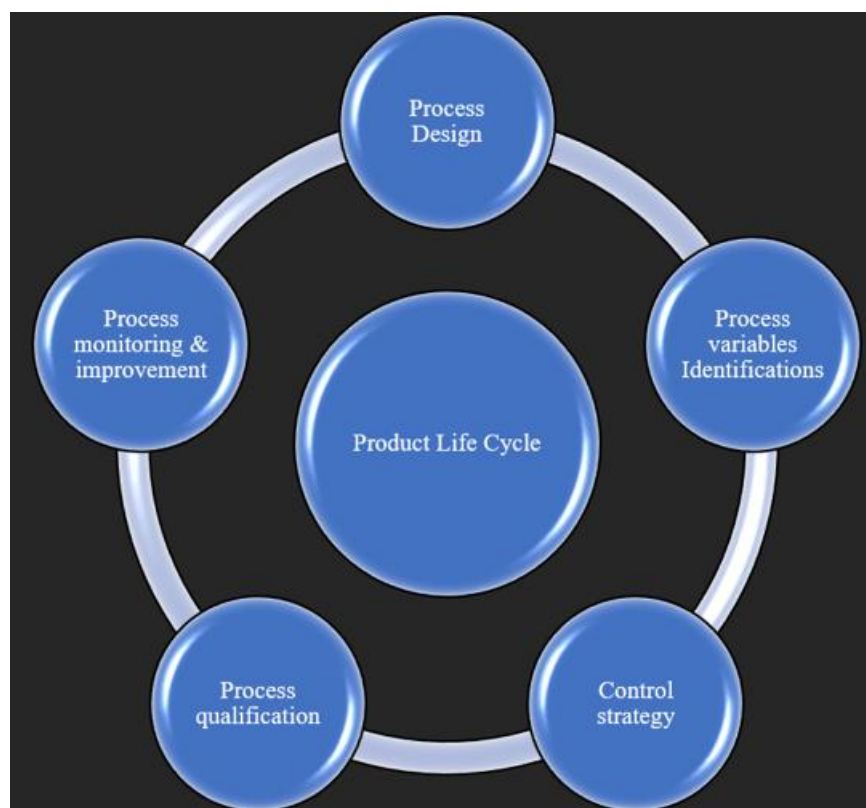 Process
Design
Process
variables
Identifications
Control
strategy
Process
qualification
Process
monitoring &
improvement
Product Life Cycle